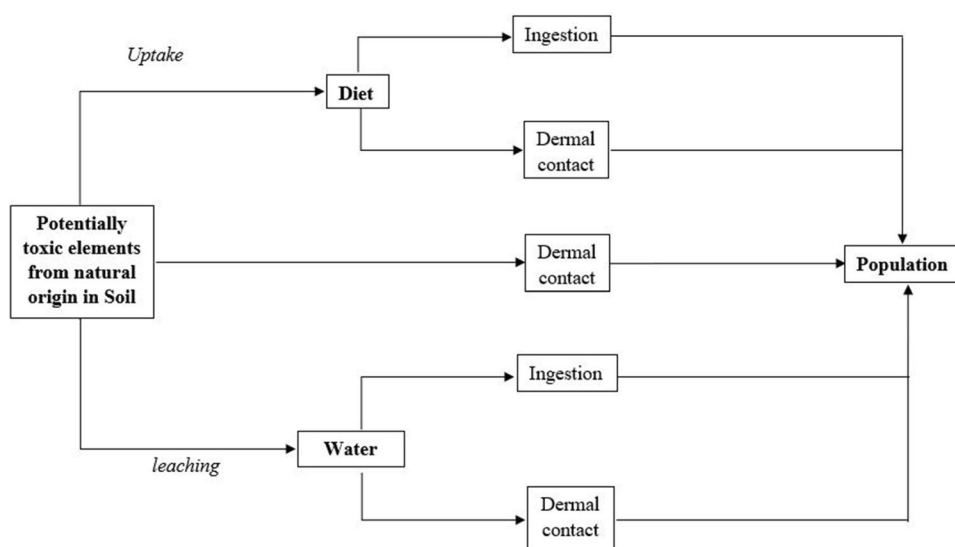 Ingestion
Uptake
Diet
Dermal
contact
Potentially
toxic elements
from natural
origin in Soil
Dermal
contact
Population
Ingestion
Water
leaching
Dermal
contact